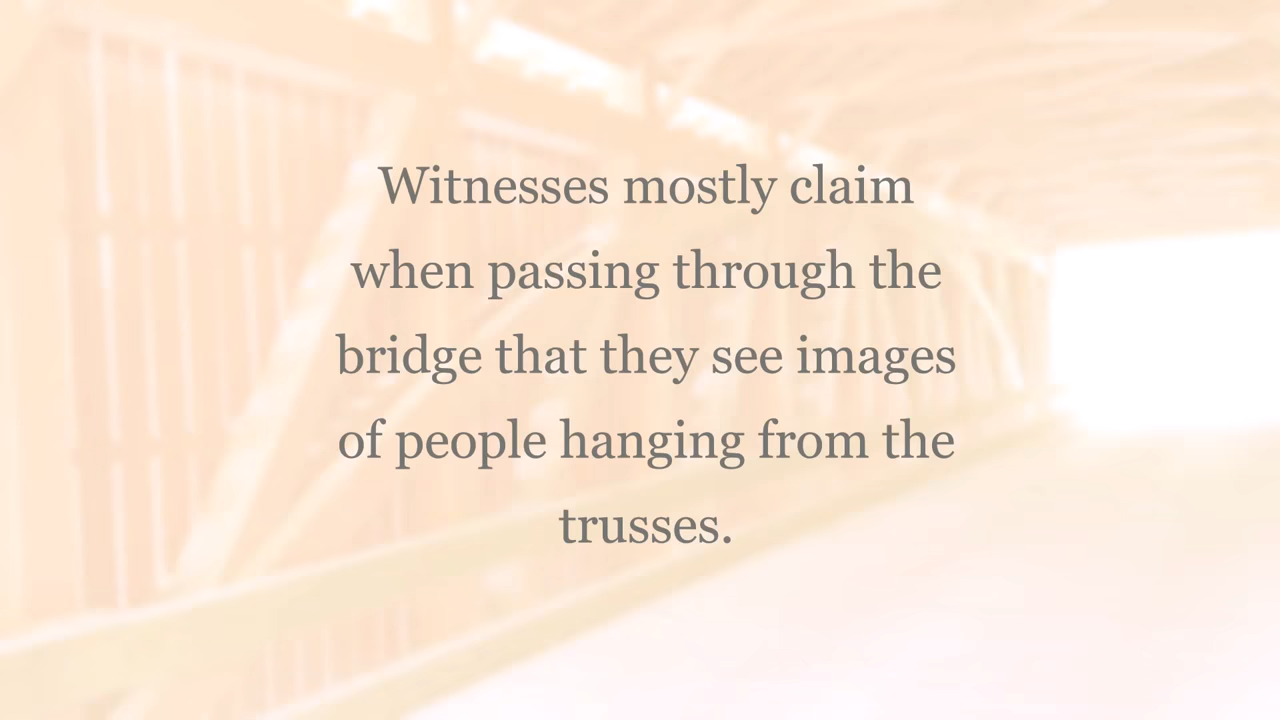 Witnesses mostly claim
when passing through the
bridge that they see images
of people hanging from the
trusses.